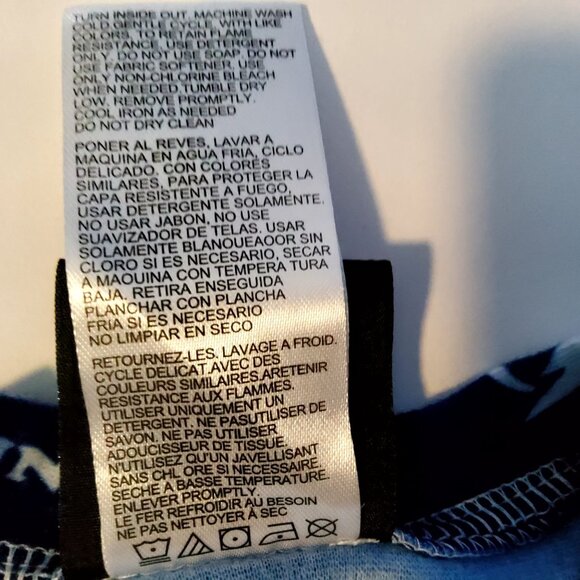 TURN INSIDE OUT. MACHINE WASH
COLD.GENTLE CYCLE, WITH LIKE
COLORS, TO RETAIN FLAME
RESISTANCE, USE DETERGENT
ONLY. DO NOT USE SOAP. DO NOT
USE FABRIC SOFTENER. USE
ONLY NON-CHLORINE BLEACH
WHEN NEEDED.TUMBLE DRY
LOW. REMOVE PROMPTLY.
COOL IRON AS NEEDED
DO NOT DRY CLEAN
PONER AL REVES, LAVAR A
MAQUINA EN AGUA FRIA, CICLO
DELICADO, CON COLORES
SIMILARES, PARA PROTEGER LA
CAPA RESISTENTE A FUEGO,
USAR DETERGENTE SOLAMENTE.
NO USAR JABON, NO USE
SUAVIZADOR DE TELAS. USAR
SOLAMENTE BLANOUEAOOR SIN
CLORO SI ES NECESARIO, SECAR
A MAOUINA CON TEMPERA TURA
BAJA. RETIRA ENSEGUIDA
PLANCHAR CON PLANCHA
FRIA SI ES NECESARIO
NO LIMPIAR EN SECO
RETOURNEZ-LES. LAVAGE A FROID.
CYCLE DELICAT.AVEC DES
COULEURS SIMILAIRES.ARETENIR
RESISTANCE AUX FLAMMES.
UTILISER UNIQUEMENT UN
DETERGENT. NE PASUTILISER DE
SAVON. NE PAS UTILISER
ADOUCISSEUR DE TISSUE.
N'UTILISEZ QU'UN JAVELLISANT
SANS CHL ORE SI NECESSAIRE.
SECHE A BASSE TEMPERATURE.
ENLEVER PROMPTLY.
LE FER REFROIDIR AU BESOIN
NE PAS NETTOYER A SEC